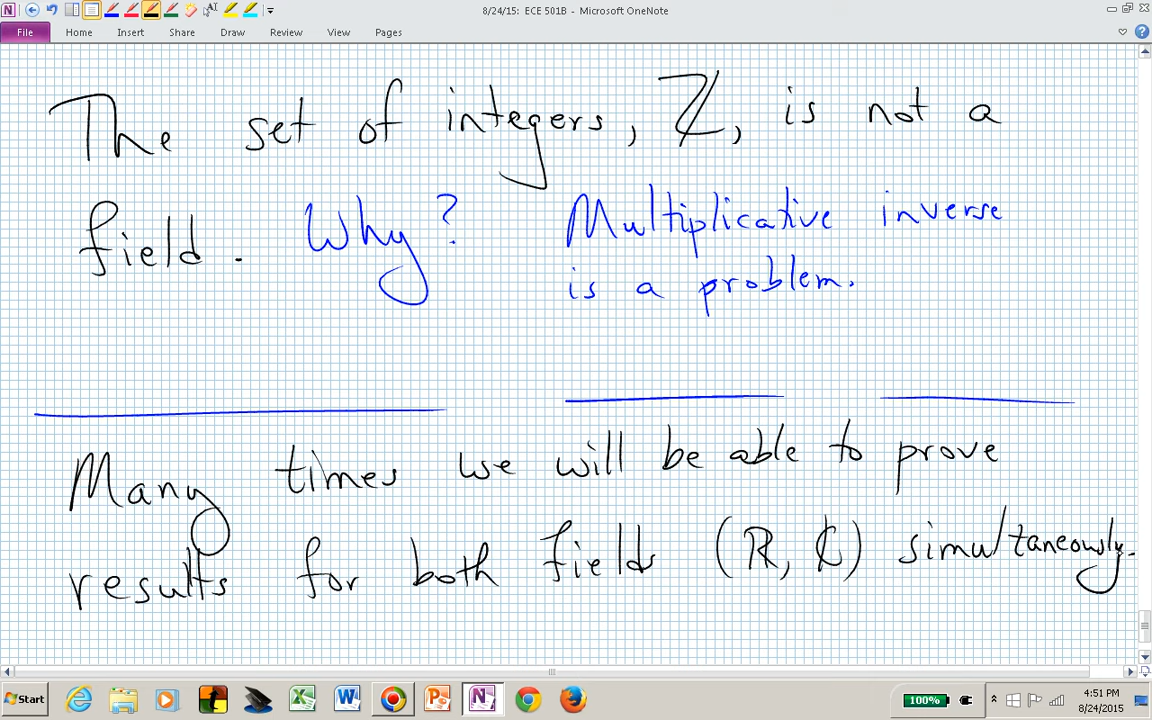 8/24/15: ECE 501B - Microsoft OneNote
File Home Insert Share Draw Review View Pages
The set of integers, ℤ, is not a
field. Why? Multiplicative inverse
is a problem.
Many times we will be able to prove
results for both fields (ℝ, ℂ) simultaneously.
Start
100%
4:51 PM
8/24/2015